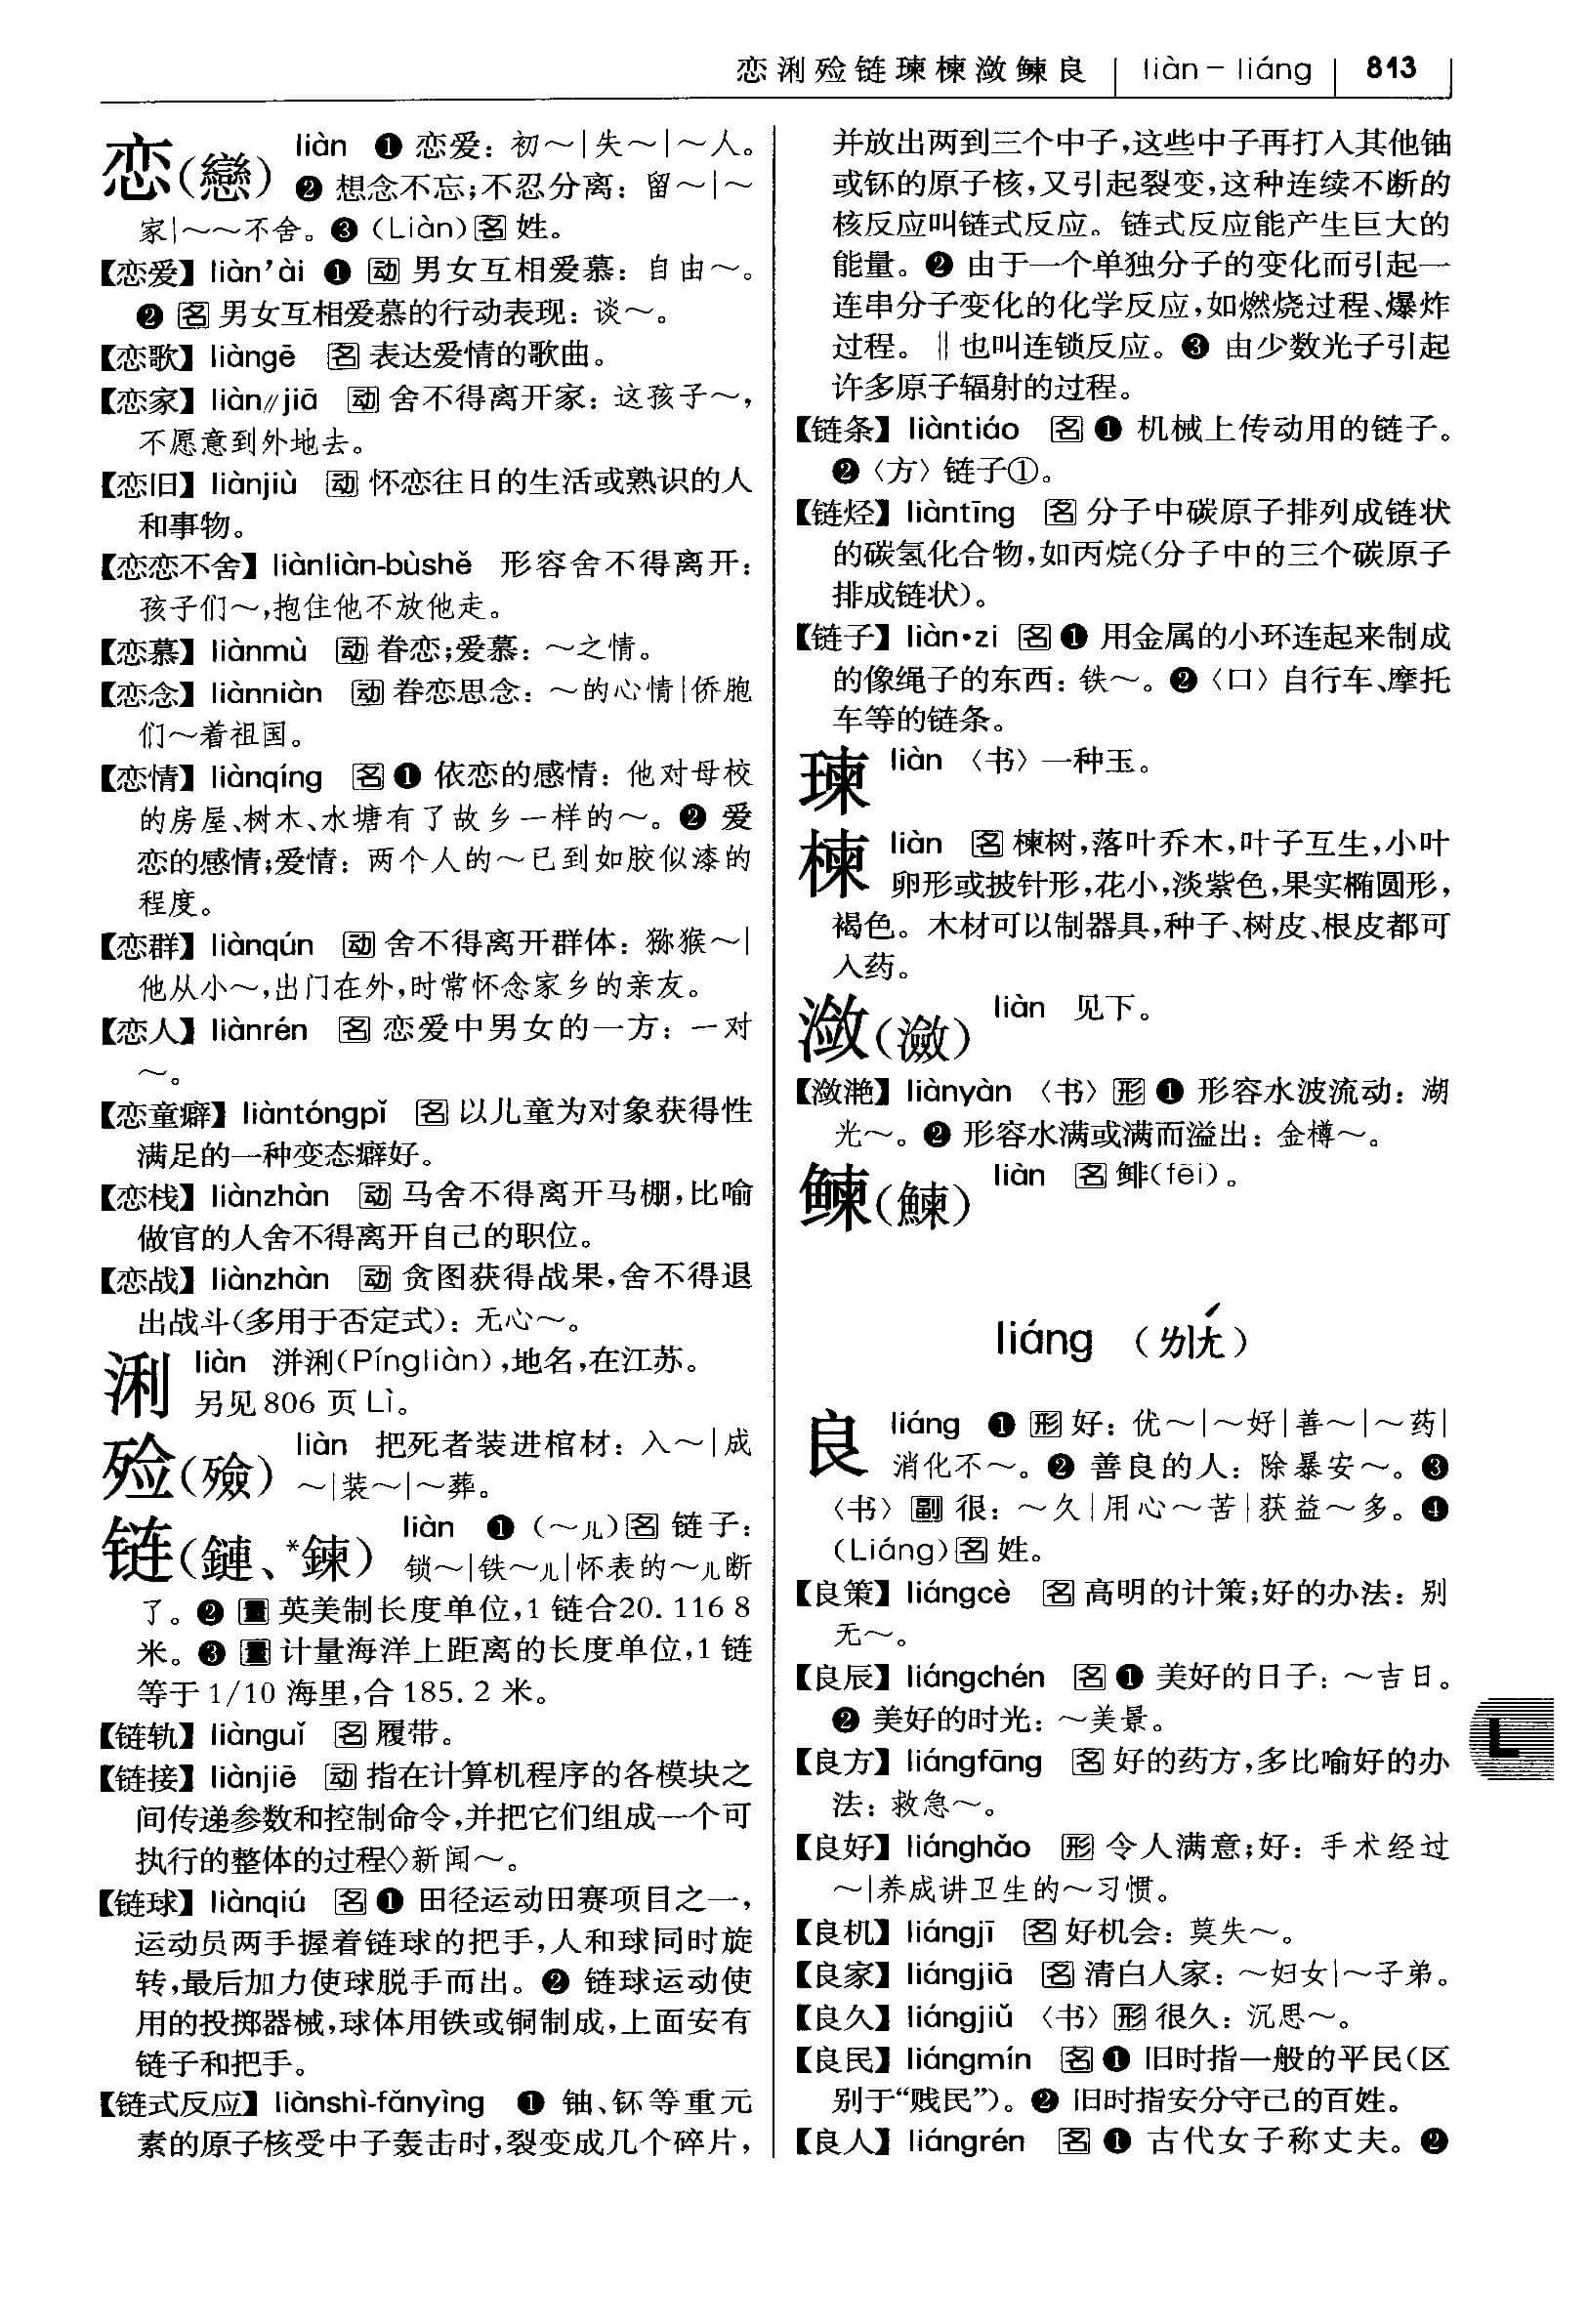 恋浰殓链瑓楝潋鰊良 liàn－liáng 813
恋(戀) liàn ❶ 恋爱：初～|失～|～人。
❷ 想念不忘；不忍分离：留～|～
家|～～不舍。❸（Liàn）名 姓。
【恋爱】liàn’ài ❶ 动 男女互相爱慕：自由～。
❷ 名 男女互相爱慕的行动表现：谈～。
【恋歌】liàngē 名 表达爱情的歌曲。
【恋家】liàn∥jiā 动 舍不得离开家：这孩子～，
不愿意到外地去。
【恋旧】liànjiù 动 怀恋往日的生活或熟识的人
和事物。
【恋恋不舍】liànliàn-bùshě 形容舍不得离开：
孩子们～，抱住他不放他走。
【恋慕】liànmù 动 眷恋；爱慕：～之情。
【恋念】liànniàn 动 眷恋思念：～的心情|侨胞
们～着祖国。
【恋情】liànqíng 名 ❶ 依恋的感情：他对母校
的房屋、树木、水塘有了故乡一样的～。❷ 爱
恋的感情；爱情：两个人的～已到如胶似漆的
程度。
【恋群】liànqún 动 舍不得离开群体：猕猴～|
他从小～，出门在外，时常怀念家乡的亲友。
【恋人】liànrén 名 恋爱中男女的一方：一对
～。
【恋童癖】liàntóngpǐ 名 以儿童为对象获得性
满足的一种变态癖好。
【恋栈】liànzhàn 动 马舍不得离开马棚，比喻
做官的人舍不得离开自己的职位。
【恋战】liànzhàn 动 贪图获得战果，舍不得退
出战斗（多用于否定式）：无心～。
浰 liàn 洴浰（Píngliàn），地名，在江苏。
另见 806 页 Lì。
殓(殮) liàn 把死者装进棺材：入～|成
～|装～|～葬。
链(鏈、*鍊) liàn ❶（～儿）名 链子：
锁～|铁～儿|怀表的～儿断
了。❷ 量 英美制长度单位，1 链合20.116 8
米。❸ 量 计量海洋上距离的长度单位，1 链
等于 1/10 海里，合 185.2 米。
【链轨】liànguǐ 名 履带。
【链接】liànjiē 动 指在计算机程序的各模块之
间传递参数和控制命令，并把它们组成一个可
执行的整体的过程◇新闻～。
【链球】liànqiú 名 ❶ 田径运动田赛项目之一，
运动员两手握着链球的把手，人和球同时旋
转，最后加力使球脱手而出。❷ 链球运动使
用的投掷器械，球体用铁或铜制成，上面安有
链子和把手。
【链式反应】liànshì-fǎnyìng ❶ 铀、钚等重元
素的原子核受中子轰击时，裂变成几个碎片，
并放出两到三个中子，这些中子再打入其他铀
或钚的原子核，又引起裂变，这种连续不断的
核反应叫链式反应。链式反应能产生巨大的
能量。❷ 由于一个单独分子的变化而引起一
连串分子变化的化学反应，如燃烧过程、爆炸
过程。‖也叫连锁反应。❸ 由少数光子引起
许多原子辐射的过程。
【链条】liàntiáo 名 ❶ 机械上传动用的链子。
❷〈方〉链子①。
【链烃】liàntīng 名 分子中碳原子排列成链状
的碳氢化合物，如丙烷（分子中的三个碳原子
排成链状）。
【链子】liàn•zi 名 ❶ 用金属的小环连起来制成
的像绳子的东西：铁～。❷〈口〉自行车、摩托
车等的链条。
瑓 liàn 〈书〉一种玉。
楝 liàn 名 楝树，落叶乔木，叶子互生，小叶
卵形或披针形，花小，淡紫色，果实椭圆形，
褐色。木材可以制器具，种子、树皮、根皮都可
入药。
潋(瀲) liàn 见下。
【潋滟】liànyàn 〈书〉形 ❶ 形容水波流动：湖
光～。❷ 形容水满或满而溢出：金樽～。
鰊(鰊) liàn 名 鲱（fēi）。
liáng （ㄌㄧㄤˊ）
良 liáng ❶ 形 好：优～|～好|善～|～药|
消化不～。❷ 善良的人：除暴安～。❸
〈书〉副 很：～久|用心～苦|获益～多。❹
（Liáng）名 姓。
【良策】liángcè 名 高明的计策；好的办法：别
无～。
【良辰】liángchén 名 ❶ 美好的日子：～吉日。
❷ 美好的时光：～美景。
【良方】liángfāng 名 好的药方，多比喻好的办
法：救急～。
【良好】liánghǎo 形 令人满意；好：手术经过
～|养成讲卫生的～习惯。
【良机】liángjī 名 好机会：莫失～。
【良家】liángjiā 名 清白人家：～妇女|～子弟。
【良久】liángjiǔ 〈书〉形 很久：沉思～。
【良民】liángmín 名 ❶ 旧时指一般的平民（区
别于“贱民”）。❷ 旧时指安分守己的百姓。
【良人】liángrén 名 ❶ 古代女子称丈夫。❷
L